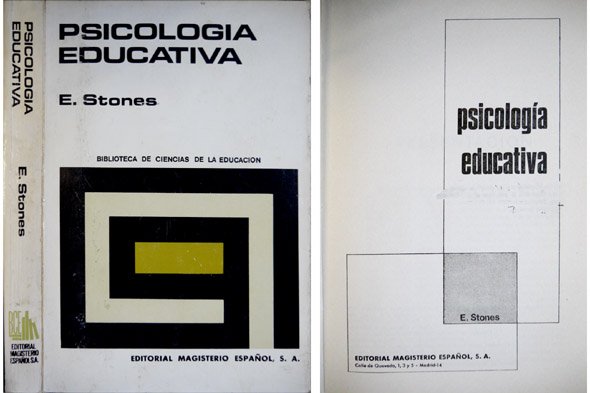 PSICOLOGIA
EDUCATIVA
E. Stones
BCE
EDITORIAL
MAGISTERIO
ESPAÑOL, S.A.
PSICOLOGIA
EDUCATIVA
E. Stones
BIBLIOTECA DE CIENCIAS DE LA EDUCACION
EDITORIAL MAGISTERIO ESPAÑOL, S. A.
psicología
educativa
E. Stones
EDITORIAL MAGISTERIO ESPAÑOL, S. A.
Calle de Quevedo, 1, 3 y 5 - Madrid-14